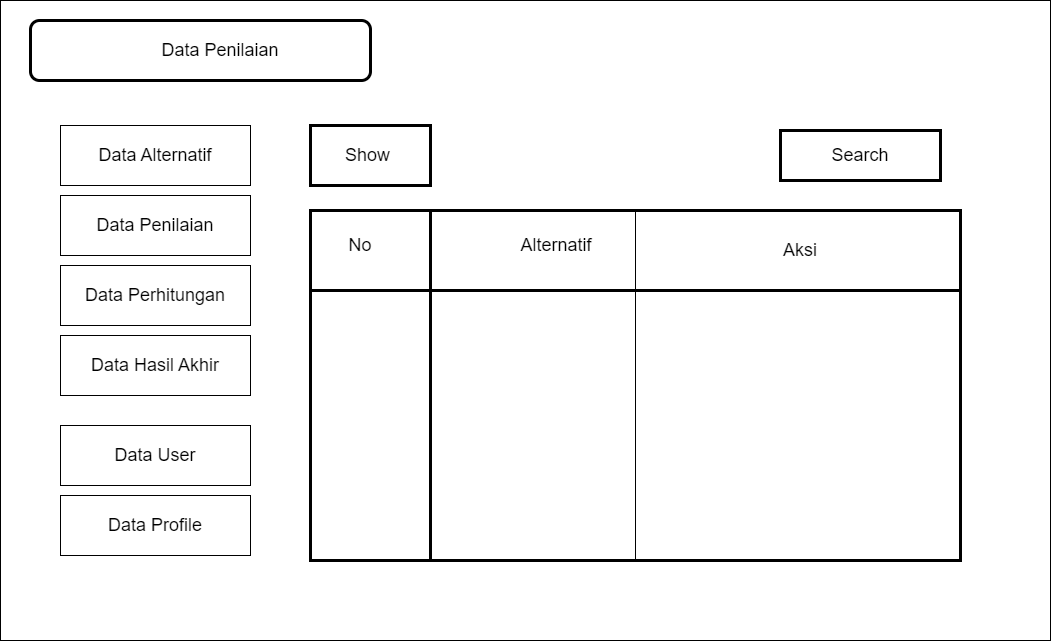 Data Penilaian
Data Alternatif
Data Penilaian
Data Perhitungan
Data Hasil Akhir
Data User
Data Profile
Show
Search
No
Alternatif
Aksi